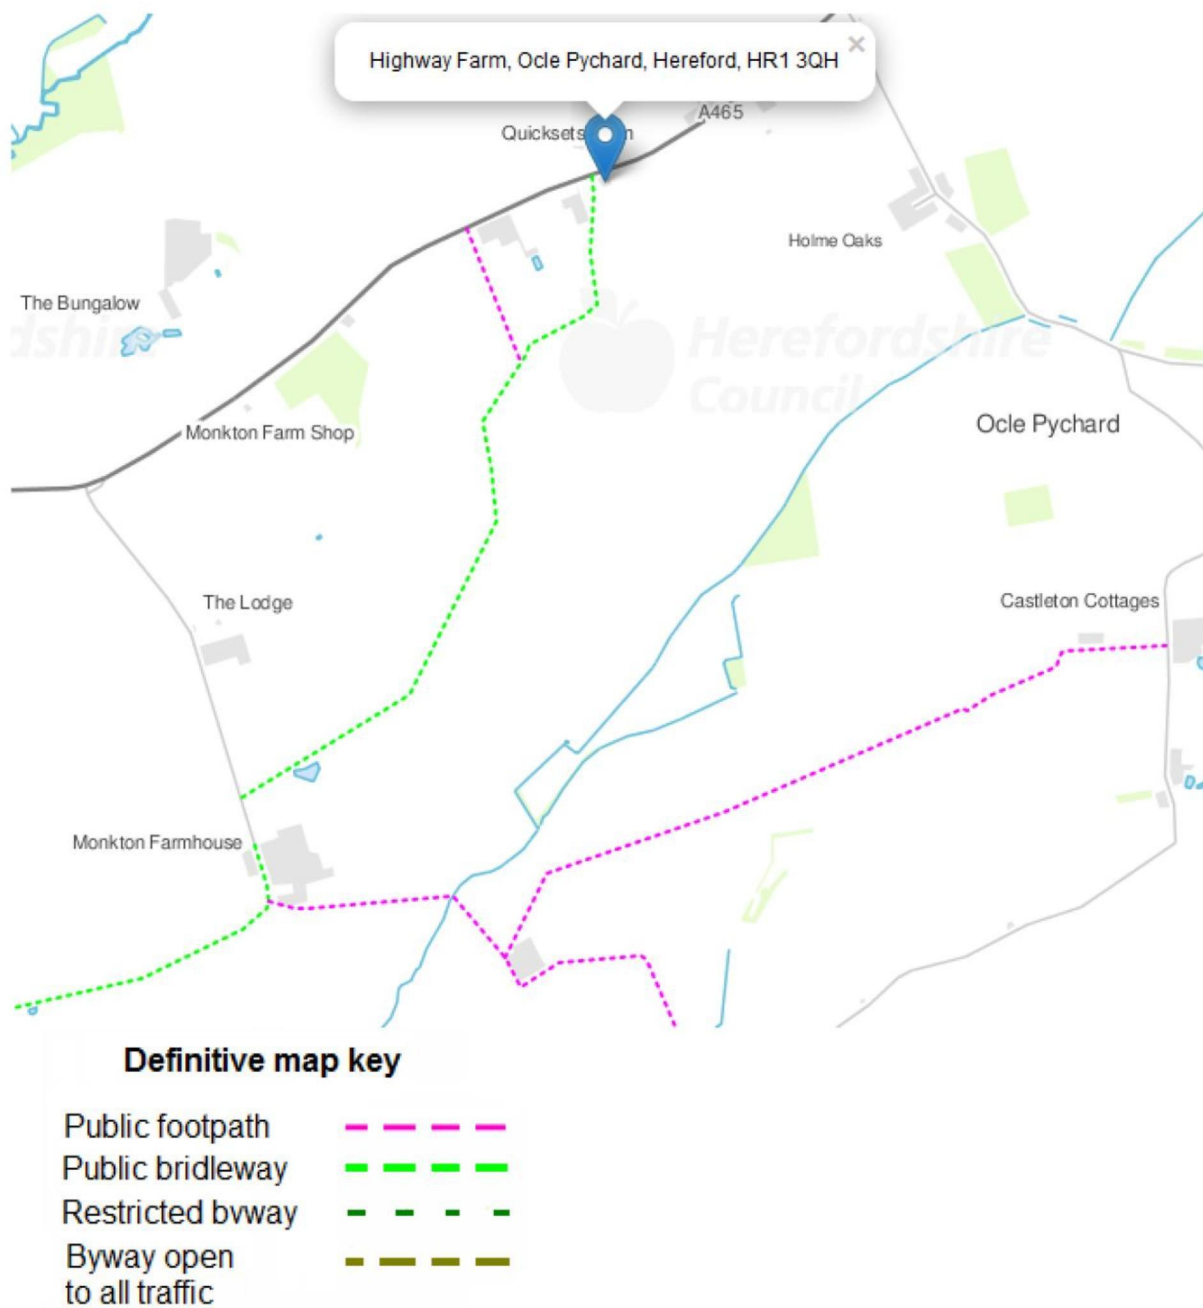 Highway Farm, Ocle Pychard, Hereford, HR1 3QH
×
A465
Quicksets
Holme Oaks
The Bungalow
dshire
Herefordshire
Council
Ocle Pychard
Monkton Farm Shop
The Lodge
Castleton Cottages
Monkton Farmhouse
Definitive map key
Public footpath
Public bridleway
Restricted byway
Byway open
to all traffic